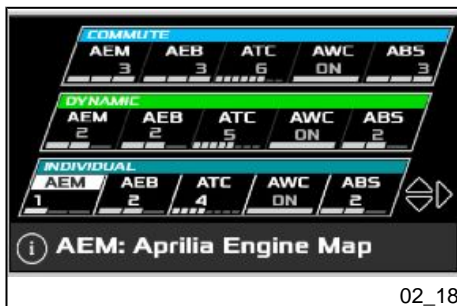 COMMUTE
AEM AEB ATC AWC ABS
3 3 6 ON 3
DYNAMIC
AEM AEB ATC AWC ABS
2 2 5 ON 2
INDIVIDUAL
AEM AEB ATC AWC ABS
1 2 4 ON 2
i AEM: Aprilia Engine Map
02_18